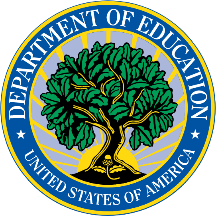 DEPARTMENT OF EDUCATION
UNITED STATES OF AMERICA